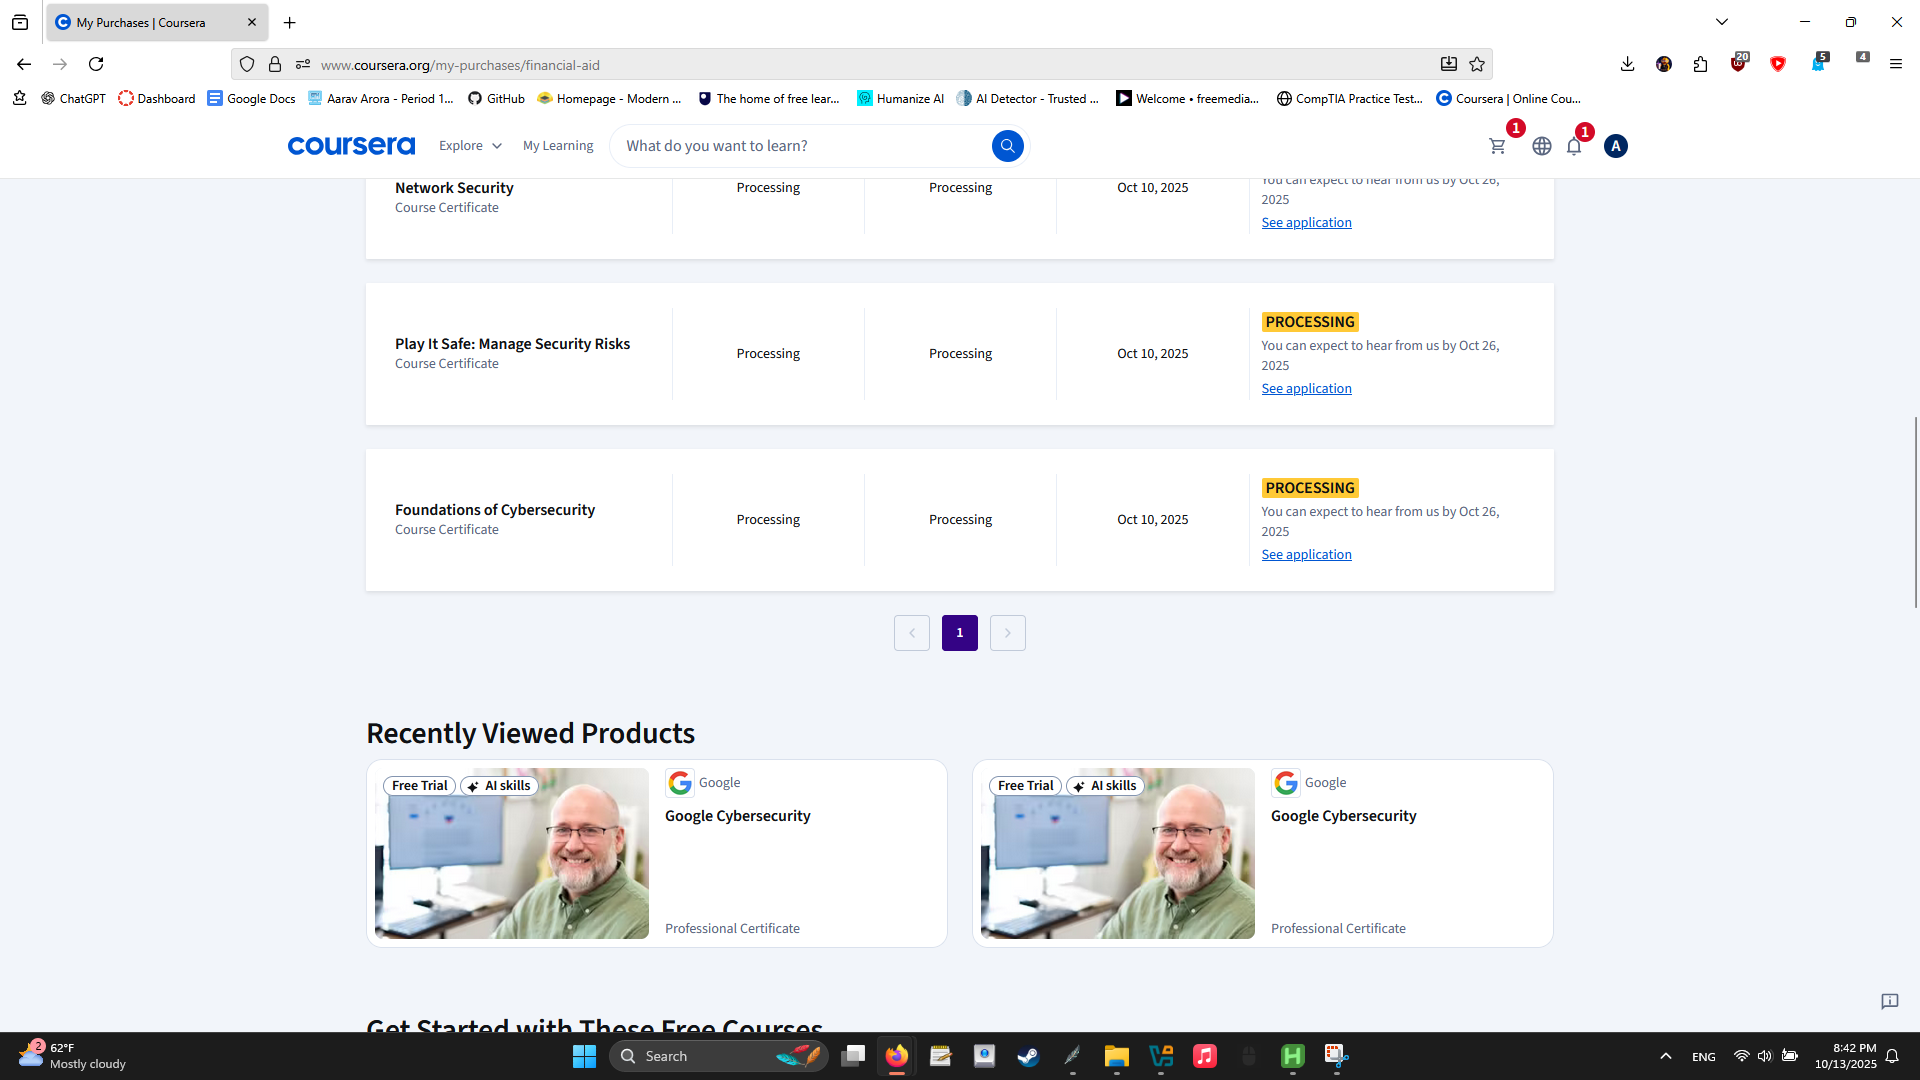 My Purchases | Coursera
www.coursera.org/my-purchases/financial-aid
20
5
4
ChatGPT
Dashboard
Google Docs
Aarav Arora - Period 1...
GitHub
Homepage - Modern ...
The home of free lear...
Humanize AI
AI Detector - Trusted ...
Welcome • freemedia...
CompTIA Practice Test...
Coursera | Online Cou...
coursera
Explore
My Learning
What do you want to learn?
1
1
A
Network Security
Course Certificate
Processing
Processing
Oct 10, 2025
You can expect to hear from us by Oct 26,
2025
See application
Play It Safe: Manage Security Risks
Course Certificate
Processing
Processing
Oct 10, 2025
PROCESSING
You can expect to hear from us by Oct 26,
2025
See application
Foundations of Cybersecurity
Course Certificate
Processing
Processing
Oct 10, 2025
PROCESSING
You can expect to hear from us by Oct 26,
2025
See application
1
Recently Viewed Products
Free Trial
AI skills
Google
Google Cybersecurity
Professional Certificate
Free Trial
AI skills
Google
Google Cybersecurity
Professional Certificate
Get Started with These Free Courses
2
62°F
Mostly cloudy
Search
ENG
8:42 PM
10/13/2025